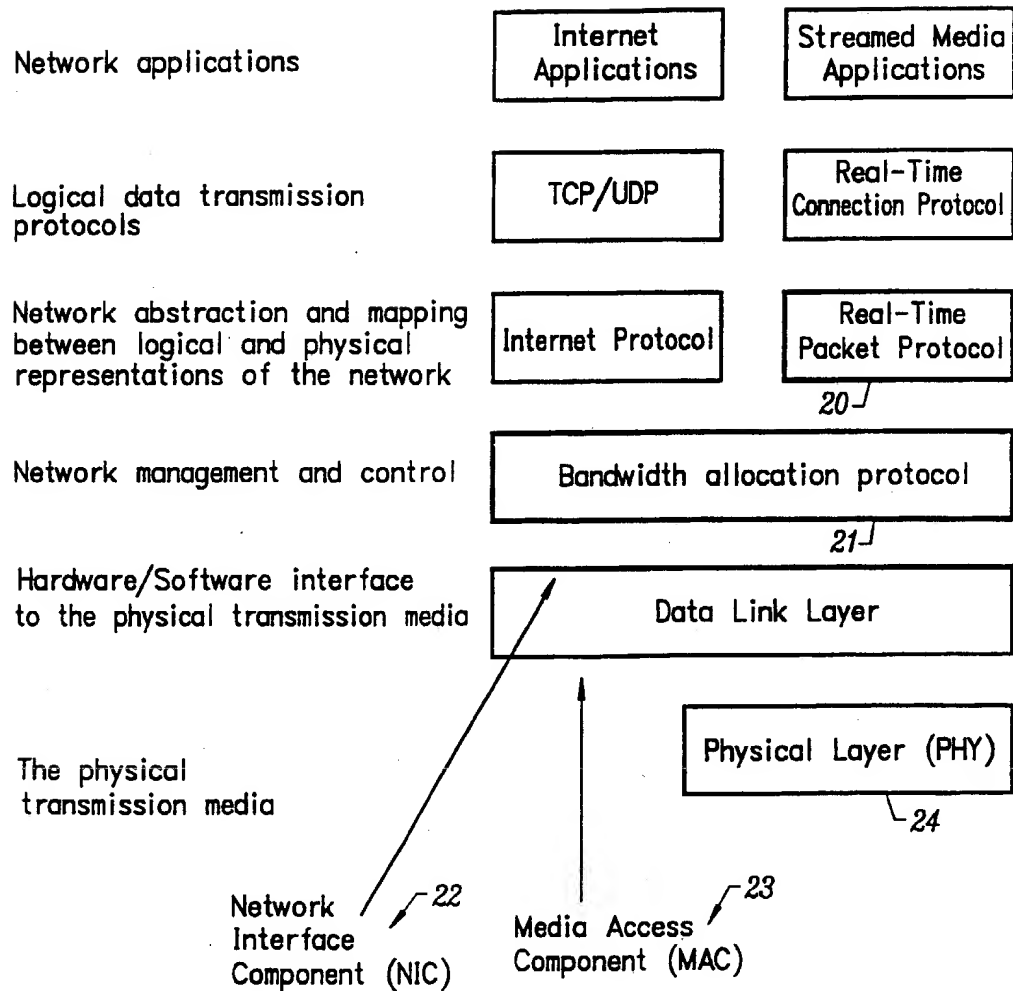 Network applications
Internet
Applications
Streamed Media
Applications
Logical data transmission
protocols
TCP/UDP
Real-Time
Connection Protocol
Network abstraction and mapping
between logical and physical
representations of the network
Internet Protocol
Real-Time
Packet Protocol
20
Network management and control
Bandwidth allocation protocol
21
Hardware/Software interface
to the physical transmission media
Data Link Layer
The physical
transmission media
Physical Layer (PHY)
24
Network
Interface
Component (NIC)
22
Media Access
Component (MAC)
23